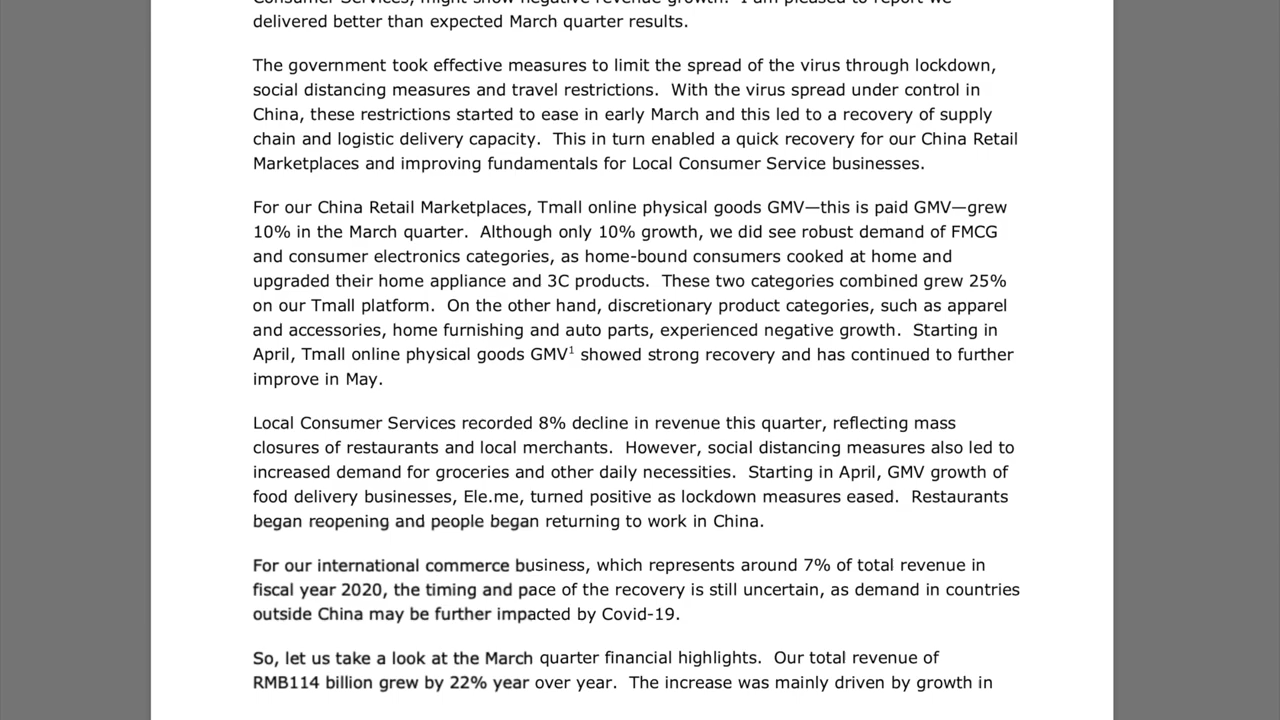 Consumer Services, might show negative revenue growth.  I am pleased to report we
delivered better than expected March quarter results.
The government took effective measures to limit the spread of the virus through lockdown,
social distancing measures and travel restrictions.  With the virus spread under control in
China, these restrictions started to ease in early March and this led to a recovery of supply
chain and logistic delivery capacity.  This in turn enabled a quick recovery for our China Retail
Marketplaces and improving fundamentals for Local Consumer Service businesses.
For our China Retail Marketplaces, Tmall online physical goods GMV—this is paid GMV—grew
10% in the March quarter.  Although only 10% growth, we did see robust demand of FMCG
and consumer electronics categories, as home-bound consumers cooked at home and
upgraded their home appliance and 3C products.  These two categories combined grew 25%
on our Tmall platform.  On the other hand, discretionary product categories, such as apparel
and accessories, home furnishing and auto parts, experienced negative growth.  Starting in
April, Tmall online physical goods GMV¹ showed strong recovery and has continued to further
improve in May.
Local Consumer Services recorded 8% decline in revenue this quarter, reflecting mass
closures of restaurants and local merchants.  However, social distancing measures also led to
increased demand for groceries and other daily necessities.  Starting in April, GMV growth of
food delivery businesses, Ele.me, turned positive as lockdown measures eased.  Restaurants
began reopening and people began returning to work in China.
For our international commerce business, which represents around 7% of total revenue in
fiscal year 2020, the timing and pace of the recovery is still uncertain, as demand in countries
outside China may be further impacted by Covid-19.
So, let us take a look at the March quarter financial highlights.  Our total revenue of
RMB114 billion grew by 22% year over year.  The increase was mainly driven by growth in